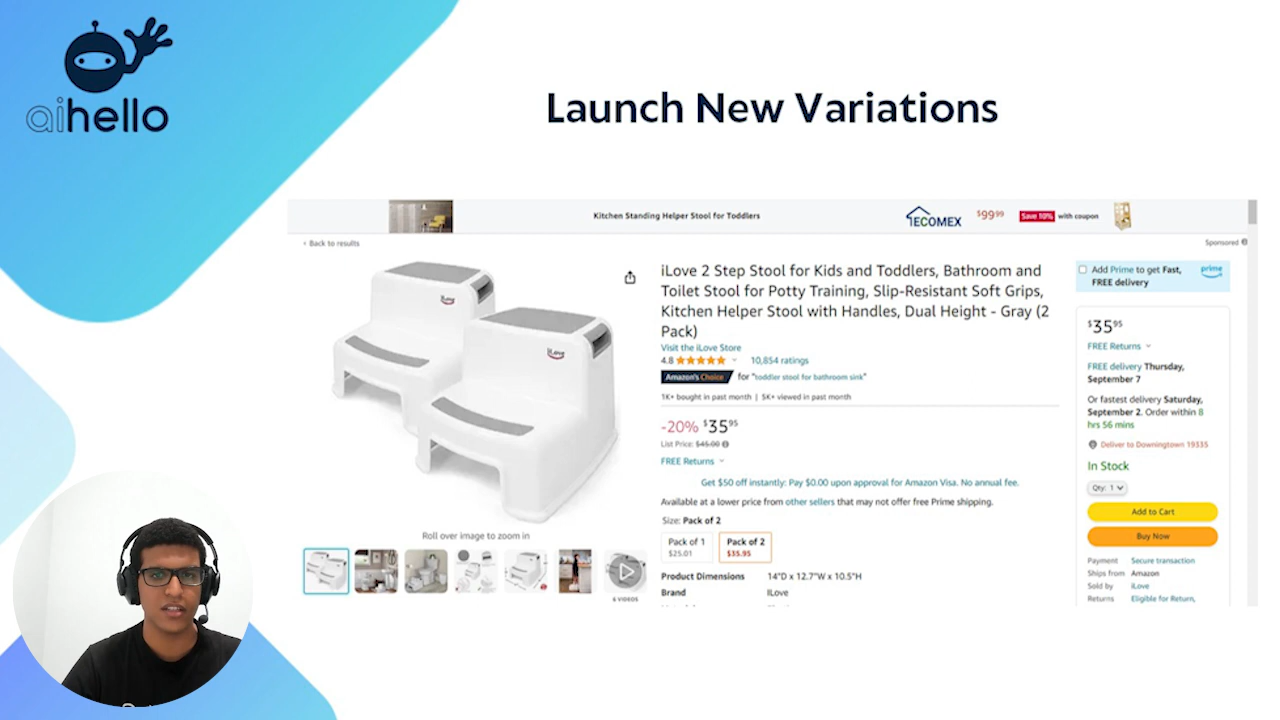 aihello
Launch New Variations
Kitchen Standing Helper Stool for Toddlers
ECOMEX
$99.99
Save 10% with coupon
‹ Back to results
Sponsored
iLove 2 Step Stool for Kids and Toddlers, Bathroom and
Toilet Stool for Potty Training, Slip-Resistant Soft Grips,
Kitchen Helper Stool with Handles, Dual Height - Gray (2
Pack)
Visit the iLove Store
4.8
10,854 ratings
Amazon's Choice for "toddler stool for bathroom sink"
1K+ bought in past month | 5K+ viewed in past month
-20% $35.95
List Price: $45.00
FREE Returns
Get $50 off instantly: Pay $0.00 upon approval for Amazon Visa. No annual fee.
Available at a lower price from other sellers that may not offer free Prime shipping.
Size: Pack of 2
Pack of 1
$25.01
Pack of 2
$35.95
Product Dimensions 14"D x 12.7"W x 10.5"H
Brand iLove
iLove
iLove
Roll over image to zoom in
6 VIDEOS
Add Prime to get Fast,
FREE delivery
prime
$35.95
FREE Returns
FREE delivery Thursday,
September 7
Or fastest delivery Saturday,
September 2. Order within 8
hrs 56 mins
Deliver to Downingtown 19335
In Stock
Qty: 1
Add to Cart
Buy Now
Payment Secure transaction
Ships from Amazon
Sold by iLove
Returns Eligible for Return,